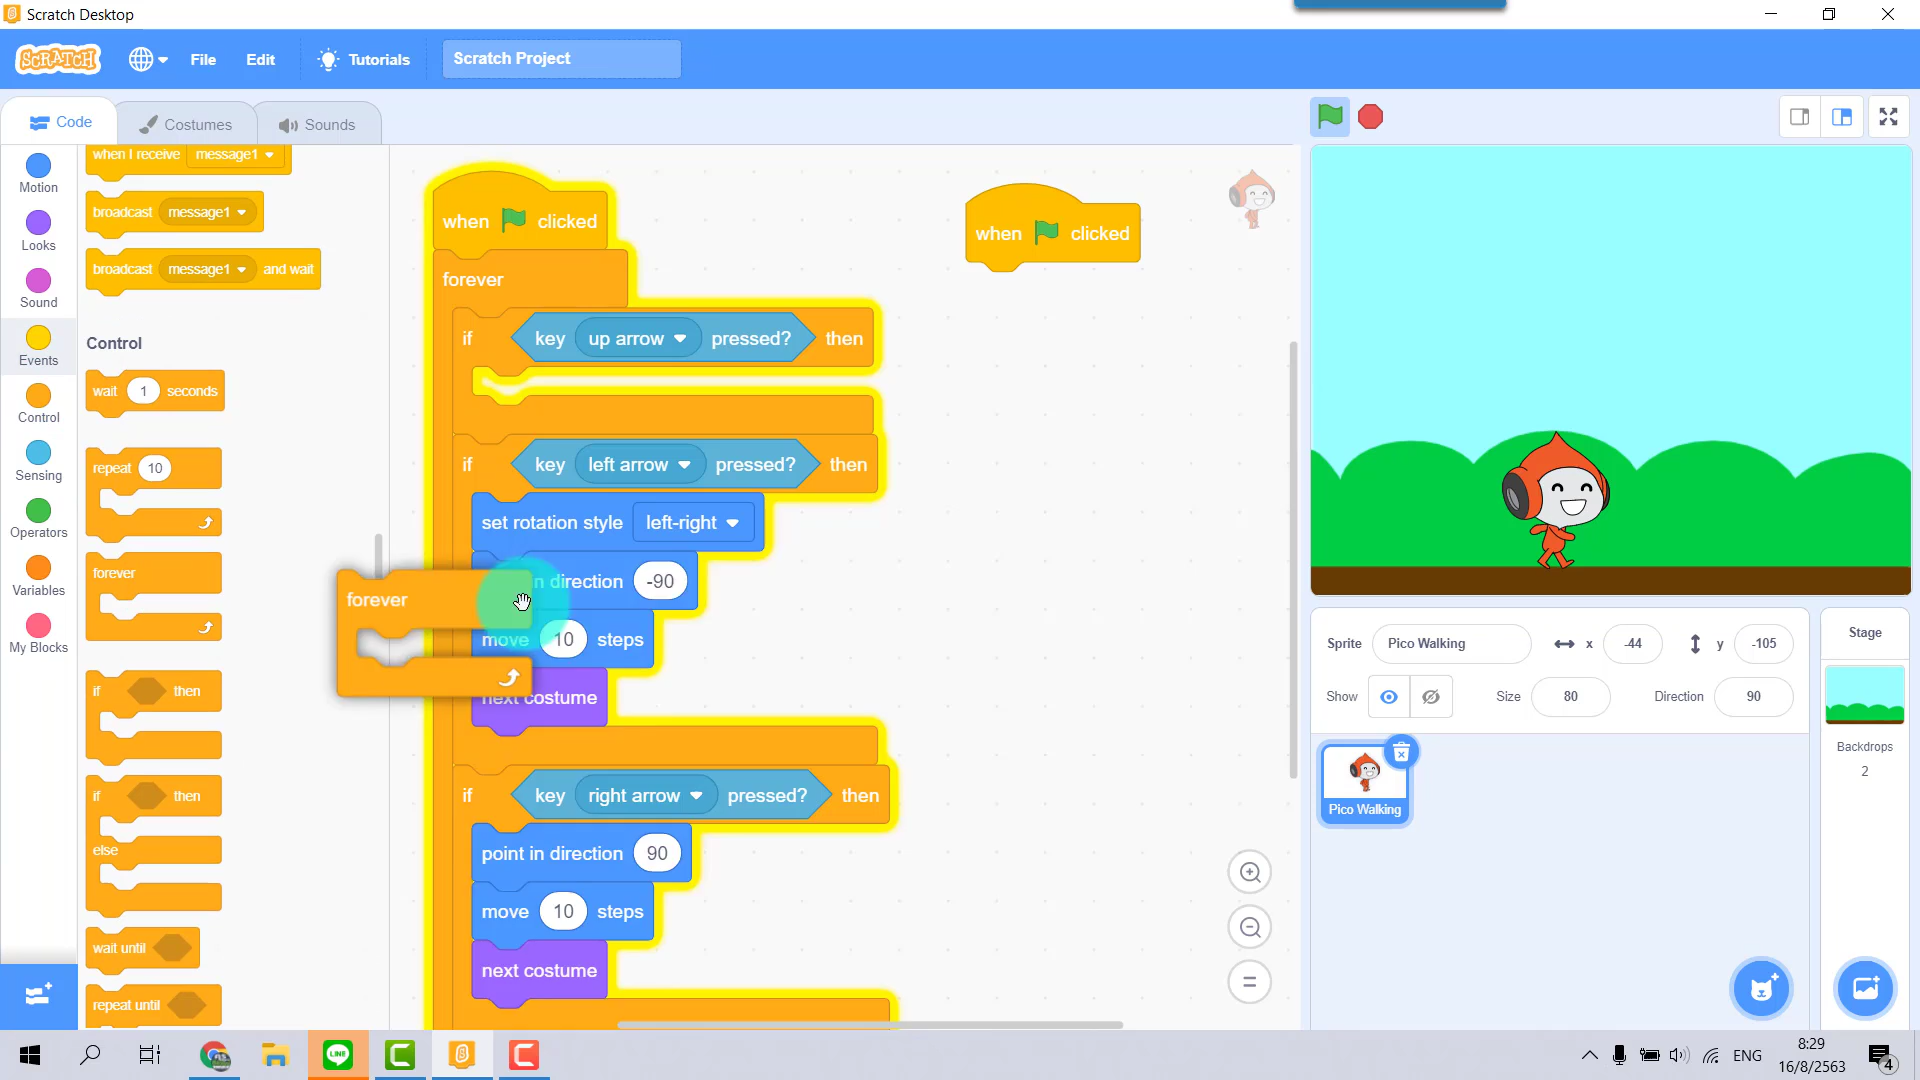 Scratch Desktop
SCRATCH File Edit Tutorials Scratch Project
Code Costumes Sounds
Motion
Looks
Sound
Events
Control
Sensing
Operators
Variables
My Blocks
when I receive message1
broadcast message1
broadcast message1 and wait
Control
wait 1 seconds
repeat 10
forever
if then
if then
else
wait until
repeat until
when clicked
forever
if key up arrow pressed? then
if key left arrow pressed? then
set rotation style left-right
n direction -90
move 10 steps
next costume
if key right arrow pressed? then
point in direction 90
move 10 steps
next costume
forever
when clicked
Sprite Pico Walking x -44 y -105
Show Size 80 Direction 90
Pico Walking
Stage
Backdrops
2
LINE
ENG
8:29
16/8/2563
4